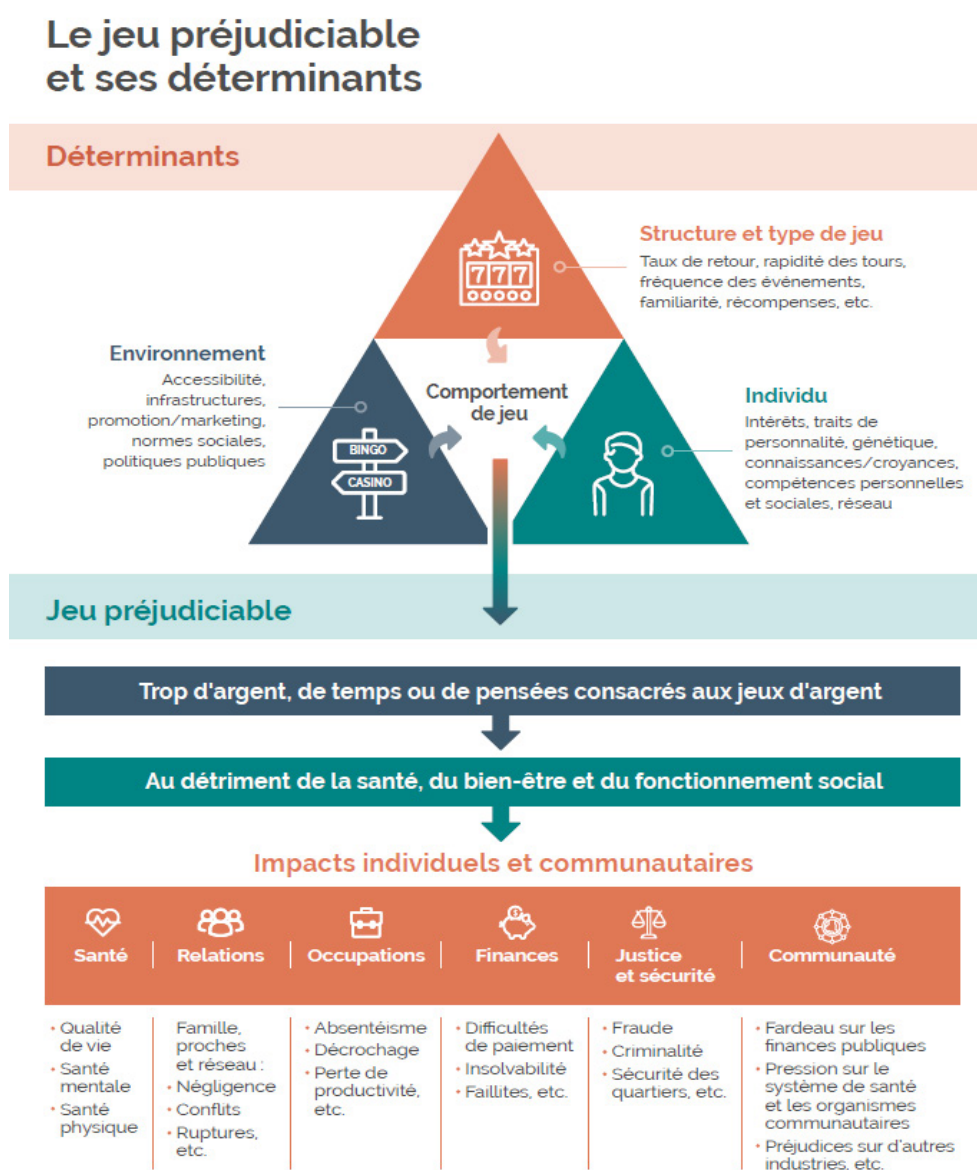 Le jeu préjudiciable
et ses déterminants
Déterminants
Structure et type de jeu
Taux de retour, rapidité des tours,
fréquence des événements,
familiarité, récompenses, etc.
777
Environnement
Accessibilité,
infrastructures,
promotion/marketing,
normes sociales,
politiques publiques
BINGO
CASINO
Comportement
de jeu
Individu
Intérêts, traits de
personnalité, génétique,
connaissances/croyances,
compétences personnelles
et sociales, réseau
Jeu préjudiciable
Trop d'argent, de temps ou de pensées consacrés aux jeux d'argent
Au détriment de la santé, du bien-être et du fonctionnement social
Impacts individuels et communautaires
Santé
• Qualité
de vie
• Santé
mentale
• Santé
physique
Relations
Famille,
proches
et réseau :
• Négligence
• Conflits
• Ruptures,
etc.
Occupations
• Absentéisme
• Décrochage
• Perte de
productivité,
etc.
Finances
• Difficultés
de paiement
• Insolvabilité
• Faillites, etc.
Justice
et sécurité
• Fraude
• Criminalité
• Sécurité des
quartiers, etc.
Communauté
• Fardeau sur les
finances publiques
• Pression sur le
système de santé
et les organismes
communautaires
• Préjudices sur d'autres
industries, etc.